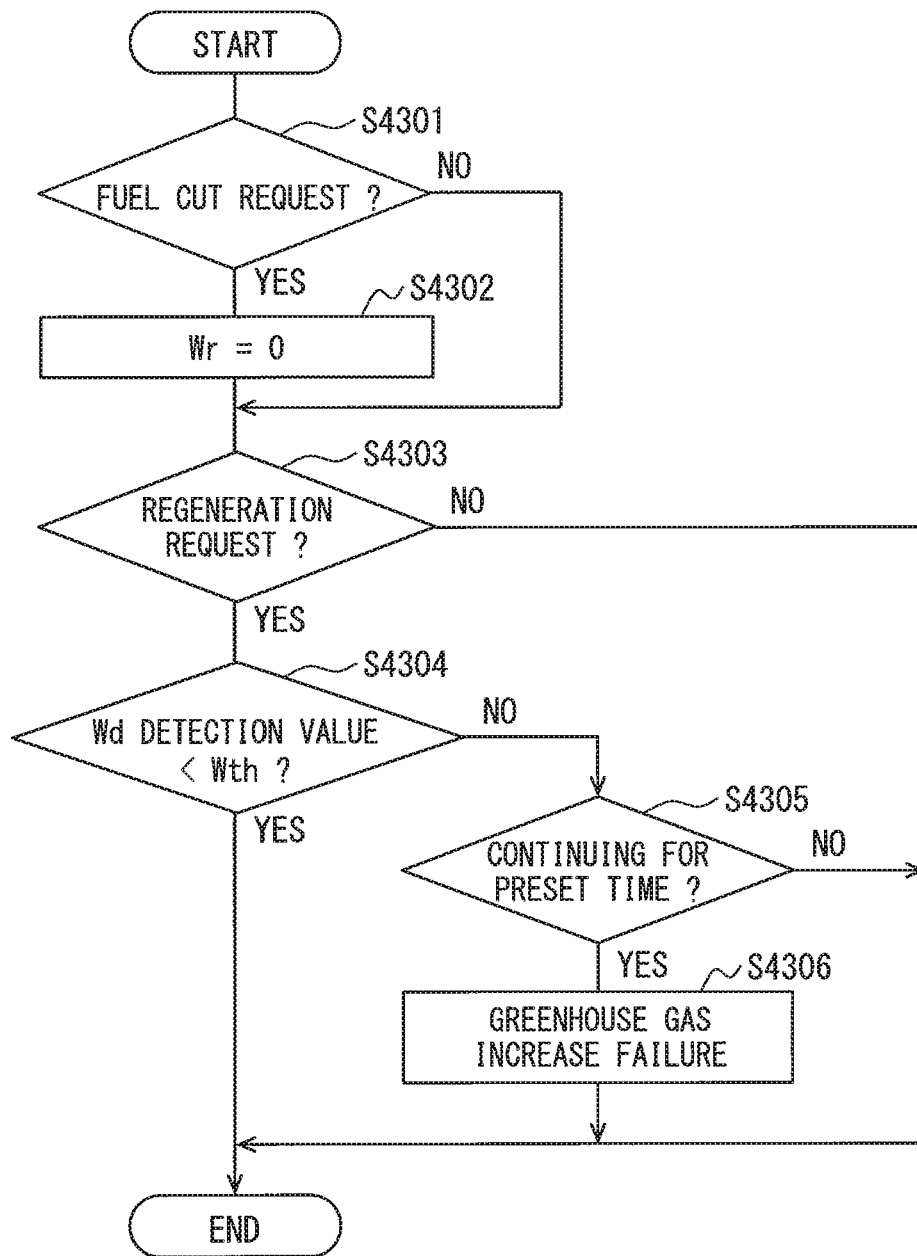 START
S4301
FUEL CUT REQUEST ?
NO
YES
S4302
Wr = 0
S4303
REGENERATION
REQUEST ?
NO
YES
S4304
Wd DETECTION VALUE
< Wth ?
NO
YES
S4305
CONTINUING FOR
PRESET TIME ?
NO
YES
S4306
GREENHOUSE GAS
INCREASE FAILURE
END